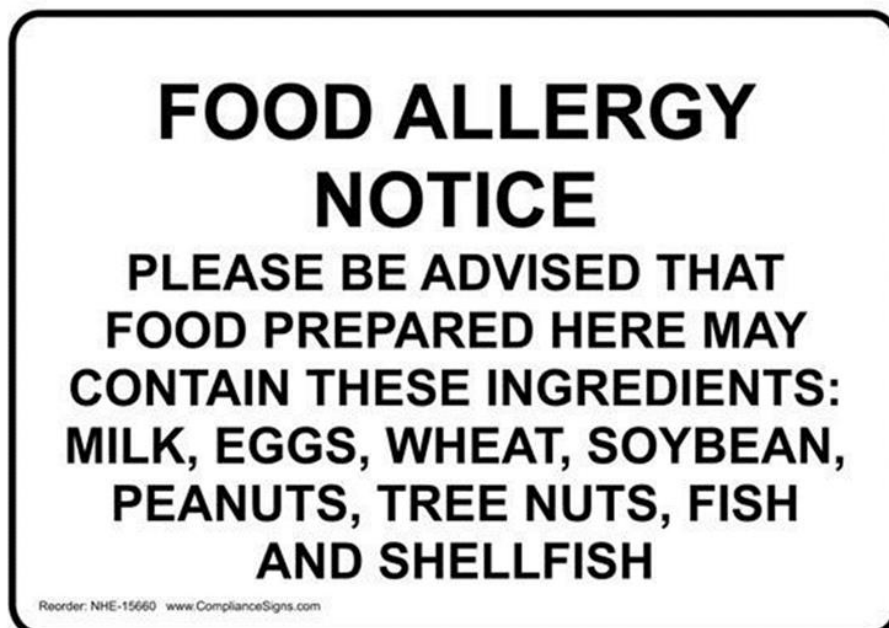 FOOD ALLERGY
NOTICE
PLEASE BE ADVISED THAT
FOOD PREPARED HERE MAY
CONTAIN THESE INGREDIENTS:
MILK, EGGS, WHEAT, SOYBEAN,
PEANUTS, TREE NUTS, FISH
AND SHELLFISH
Reorder: NHE-15660 www.ComplianceSigns.com